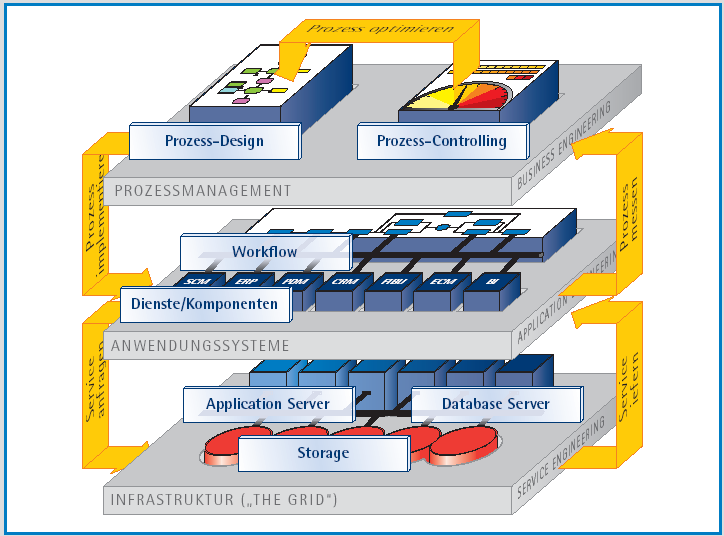 Prozess optimieren
Prozess-Design
Prozess-Controlling
PROZESSMANAGEMENT
BUSINESS ENGINEERING
Prozess
implementieren
Prozess
messen
Workflow
SCM
ERP
PDM
CRM
FIBU
ECM
BI
Dienste/Komponenten
ANWENDUNGSSYSTEME
APPLICATION ENGINEERING
Service
anfragen
Service
liefern
Application Server
Database Server
Storage
INFRASTRUKTUR („THE GRID“)
SERVICE ENGINEERING